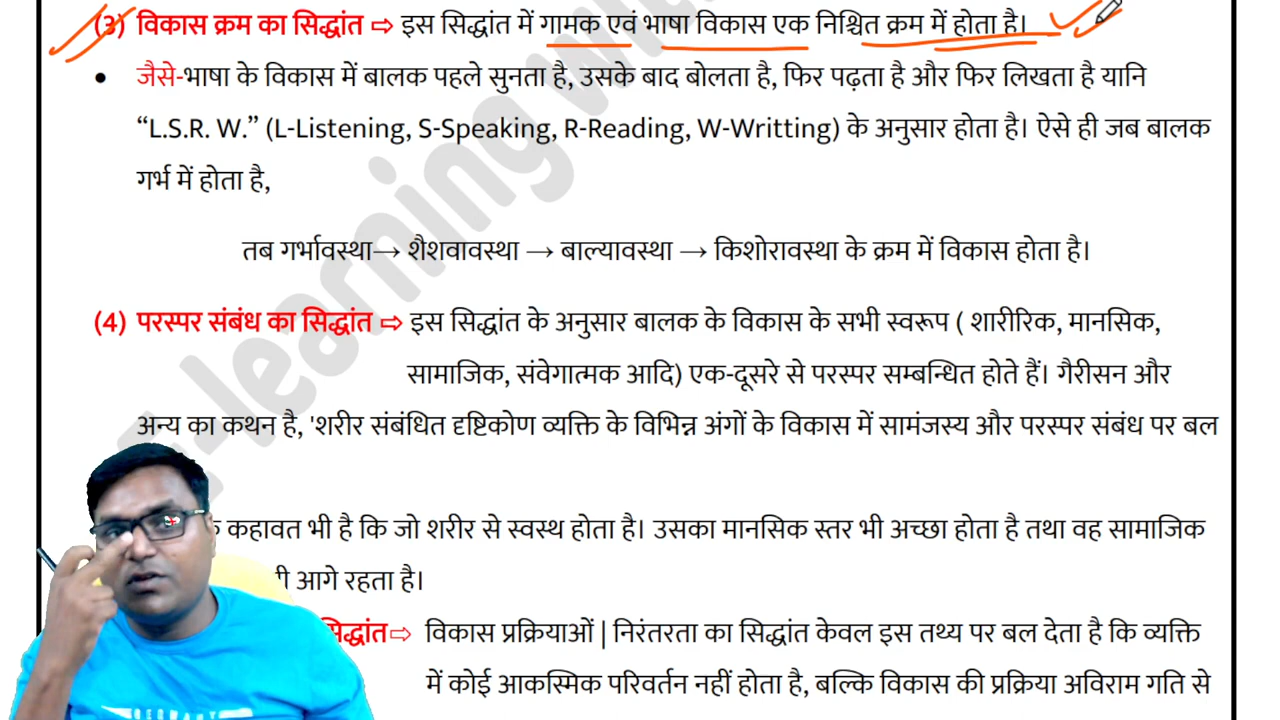 (3) विकास क्रम का सिद्धांत ⇨ इस सिद्धांत में गामक एवं भाषा विकास एक निश्चित क्रम में होता है।
• जैसे-भाषा के विकास में बालक पहले सुनता है, उसके बाद बोलता है, फिर पढ़ता है और फिर लिखता है यानि
“L.S.R. W.” (L-Listening, S-Speaking, R-Reading, W-Writting) के अनुसार होता है। ऐसे ही जब बालक
गर्भ में होता है,
तब गर्भावस्था→ शैशवावस्था → बाल्यावस्था → किशोरावस्था के क्रम में विकास होता है।
(4) परस्पर संबंध का सिद्धांत ⇨ इस सिद्धांत के अनुसार बालक के विकास के सभी स्वरूप ( शारीरिक, मानसिक,
सामाजिक, संवेगात्मक आदि) एक-दूसरे से परस्पर सम्बन्धित होते हैं। गैरीसन और
अन्य का कथन है, 'शरीर संबंधित दृष्टिकोण व्यक्ति के विभिन्न अंगों के विकास में सामंजस्य और परस्पर संबंध पर बल
कहावत भी है कि जो शरीर से स्वस्थ होता है। उसका मानसिक स्तर भी अच्छा होता है तथा वह सामाजिक
आगे रहता है।
सिद्धांत⇨ विकास प्रक्रियाओं | निरंतरता का सिद्धांत केवल इस तथ्य पर बल देता है कि व्यक्ति
में कोई आकस्मिक परिवर्तन नहीं होता है, बल्कि विकास की प्रक्रिया अविराम गति से
E-learning wi
GERMANY